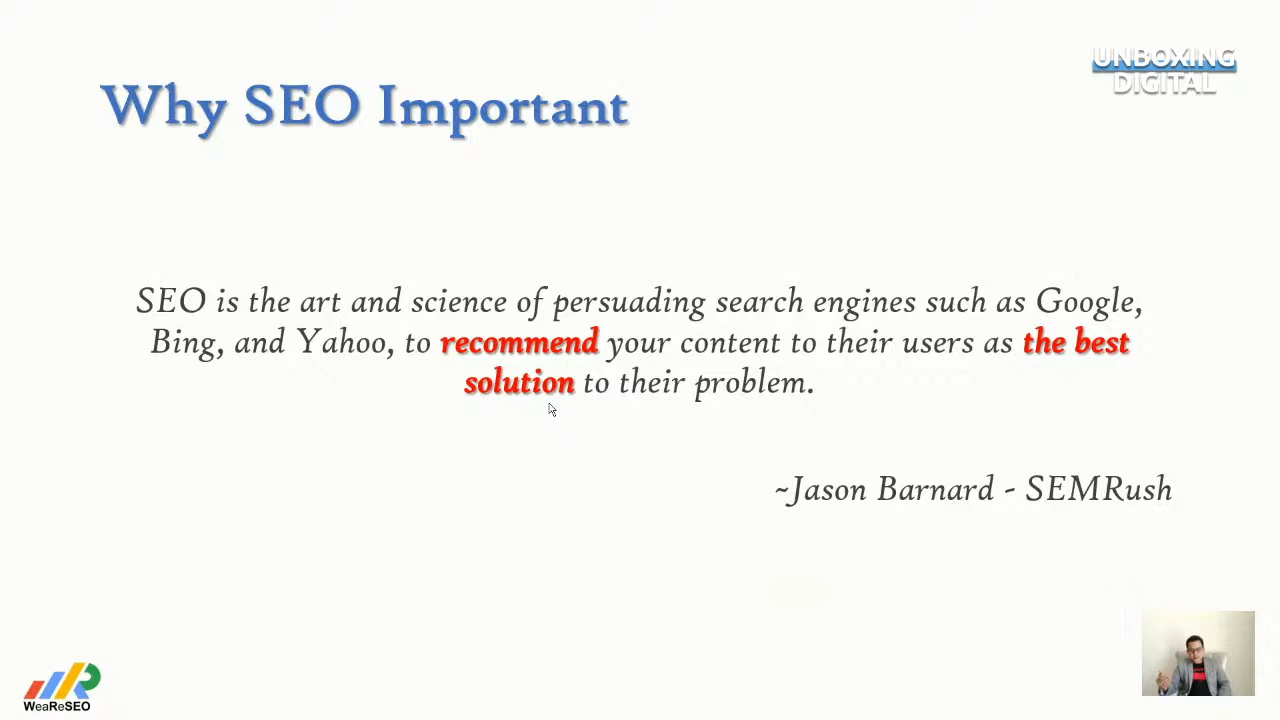 UNBOXING
DIGITAL
Why SEO Important
SEO is the art and science of persuading search engines such as Google,
Bing, and Yahoo, to recommend your content to their users as the best
solution to their problem.
~Jason Barnard - SEMRush
WeaReSEO